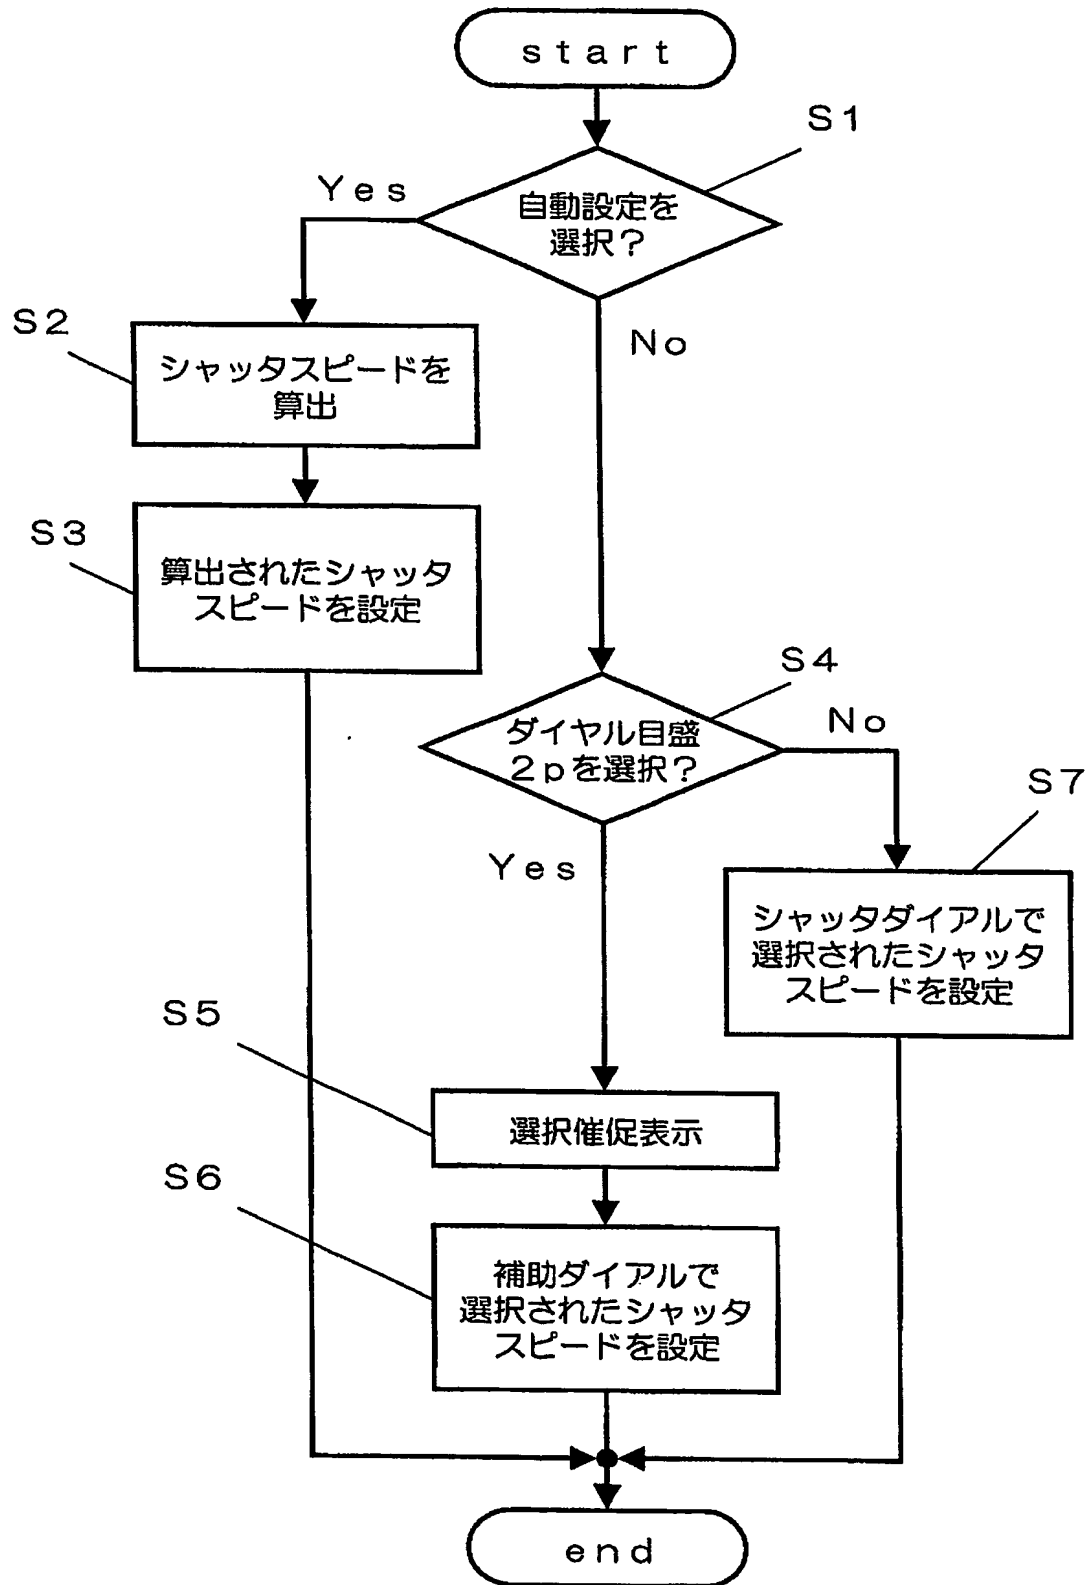 start
S1
Yes
自動設定を
選択？
No
S2
シャッタスピードを
算出
S3
算出されたシャッタ
スピードを設定
S4
ダイヤル目盛
2pを選択？
No
S7
Yes
シャッタダイアルで
選択されたシャッタ
スピードを設定
S5
選択催促表示
S6
補助ダイアルで
選択されたシャッタ
スピードを設定
end